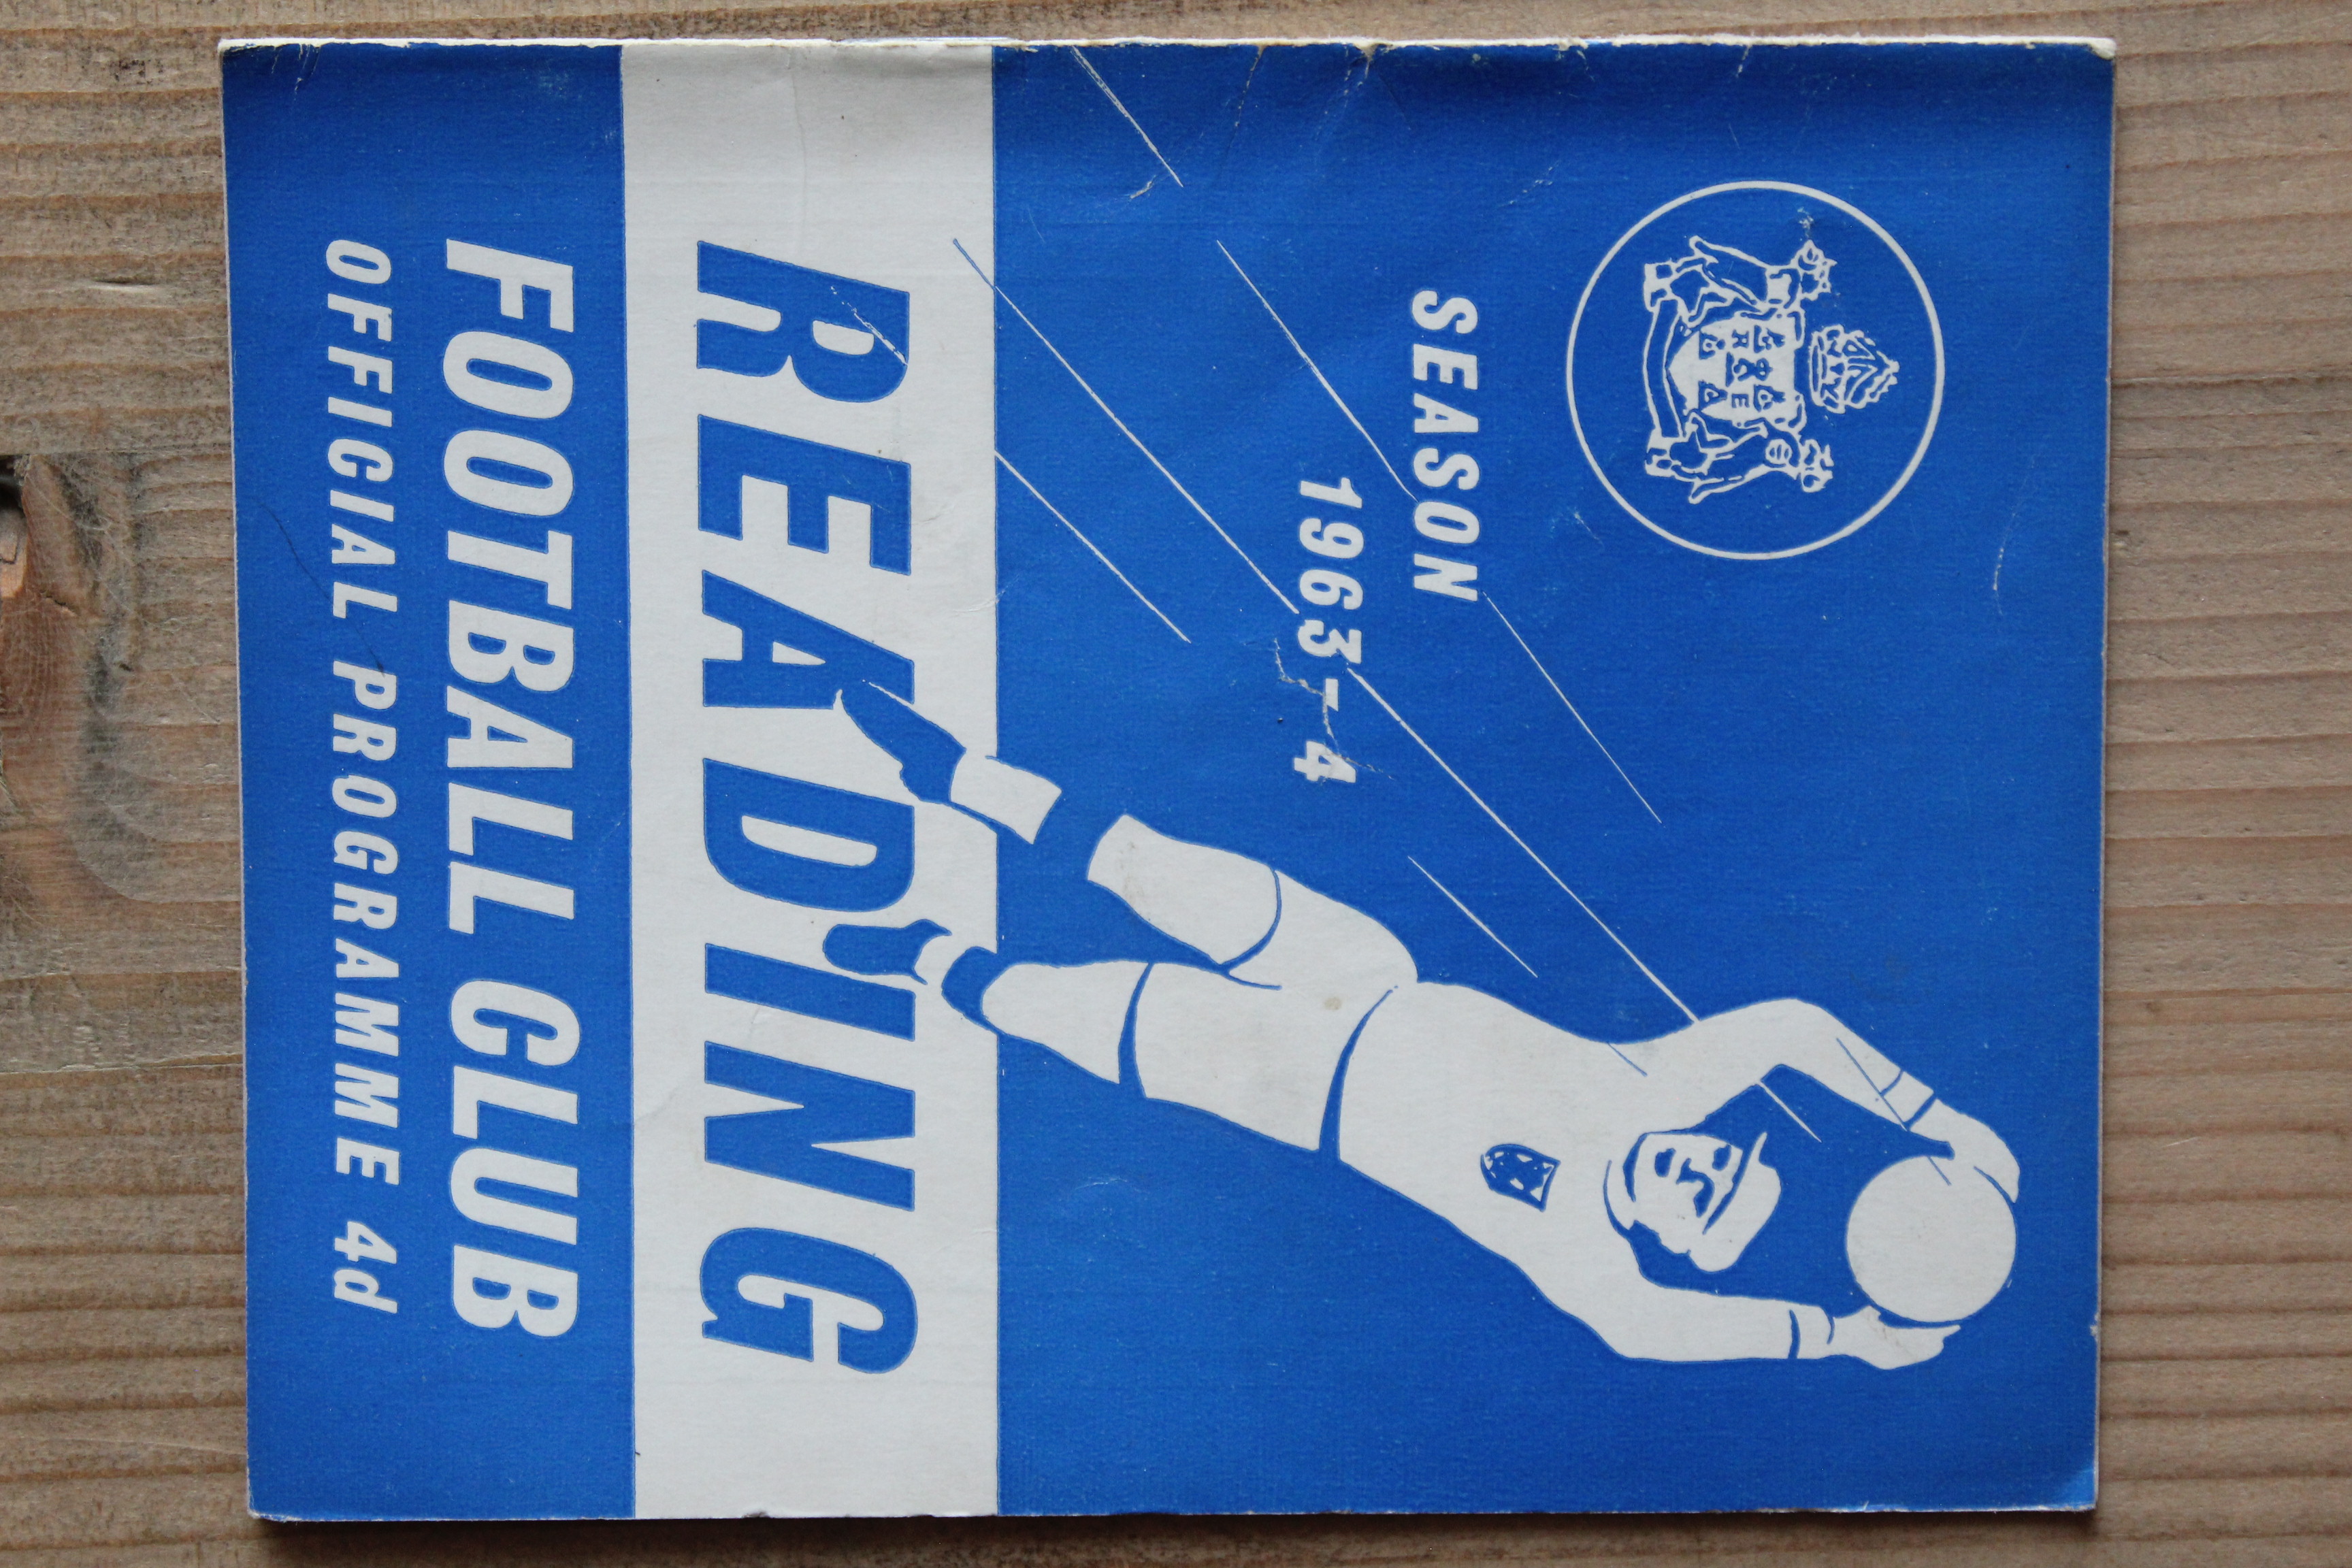 SEASON
1963-4
READING
FOOTBALL CLUB
OFFICIAL PROGRAMME 4d